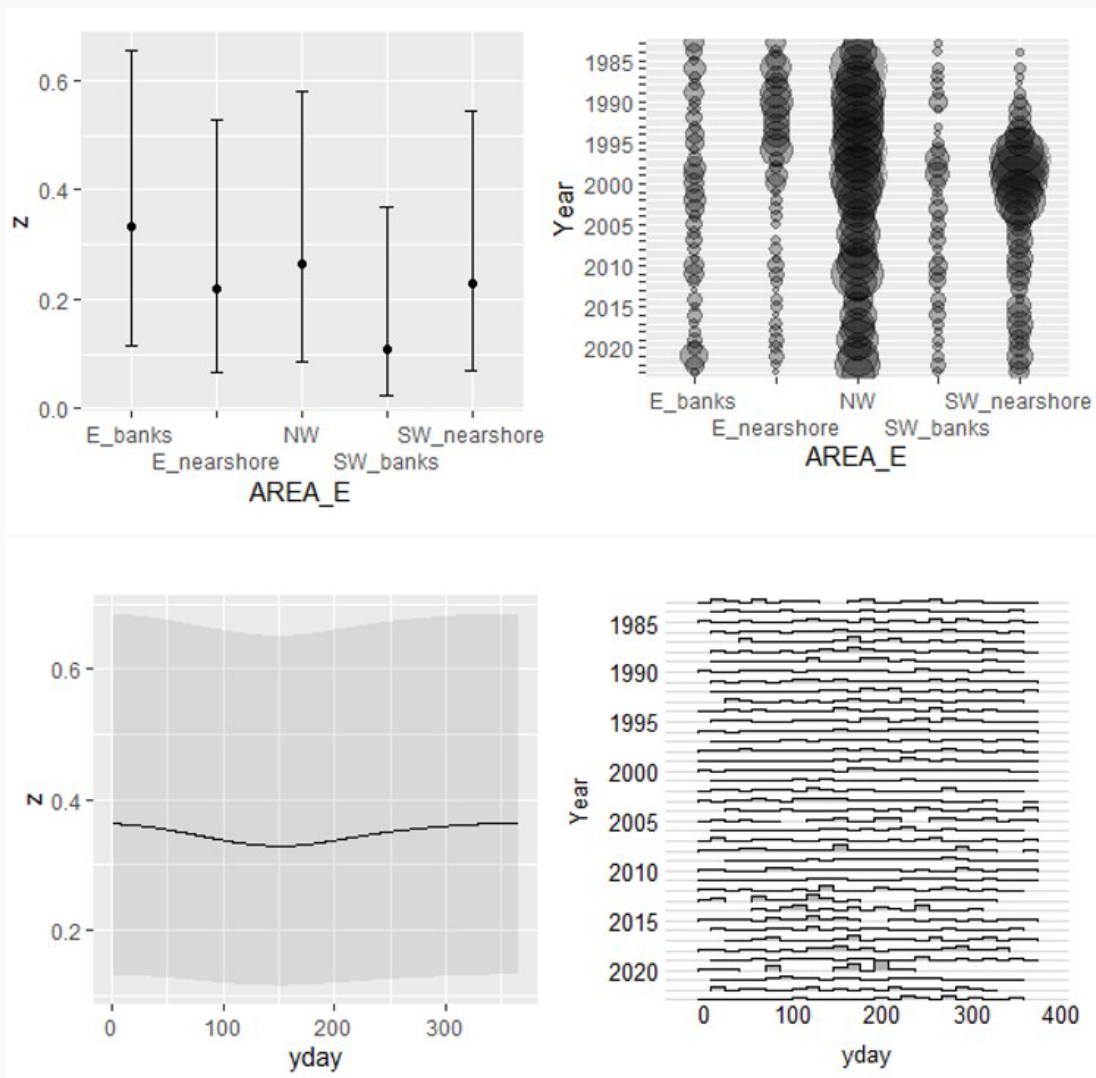 0.6
0.4
0.2
0.0
z
E_banks
NW
SW_nearshore
E_nearshore
SW_banks
AREA_E
1985
1990
1995
2000
2005
2010
2015
2020
Year
E_banks
NW
SW_nearshore
E_nearshore
SW_banks
AREA_E
0.6
0.4
0.2
z
0
100
200
300
yday
1985
1990
1995
2000
2005
2010
2015
2020
Year
0
100
200
300
400
yday